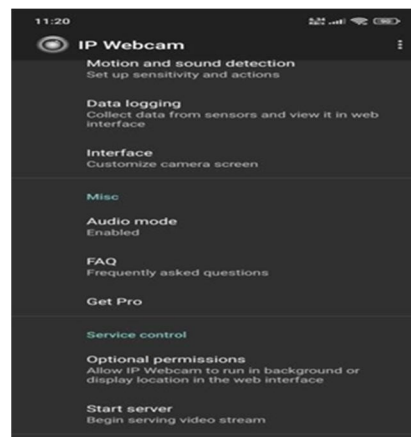 11:20
IP Webcam
Motion and sound detection
Set up sensitivity and actions
Data logging
Collect data from sensors and view it in web
interface
Interface
Customize camera screen
Misc
Audio mode
Enabled
FAQ
Frequently asked questions
Get Pro
Service control
Optional permissions
Allow IP Webcam to run in background or
display location in the web interface
Start server
Begin serving video stream